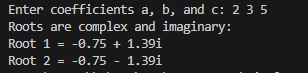 Enter coefficients a, b, and c: 2 3 5
Roots are complex and imaginary:
Root 1 = -0.75 + 1.39i
Root 2 = -0.75 - 1.39i